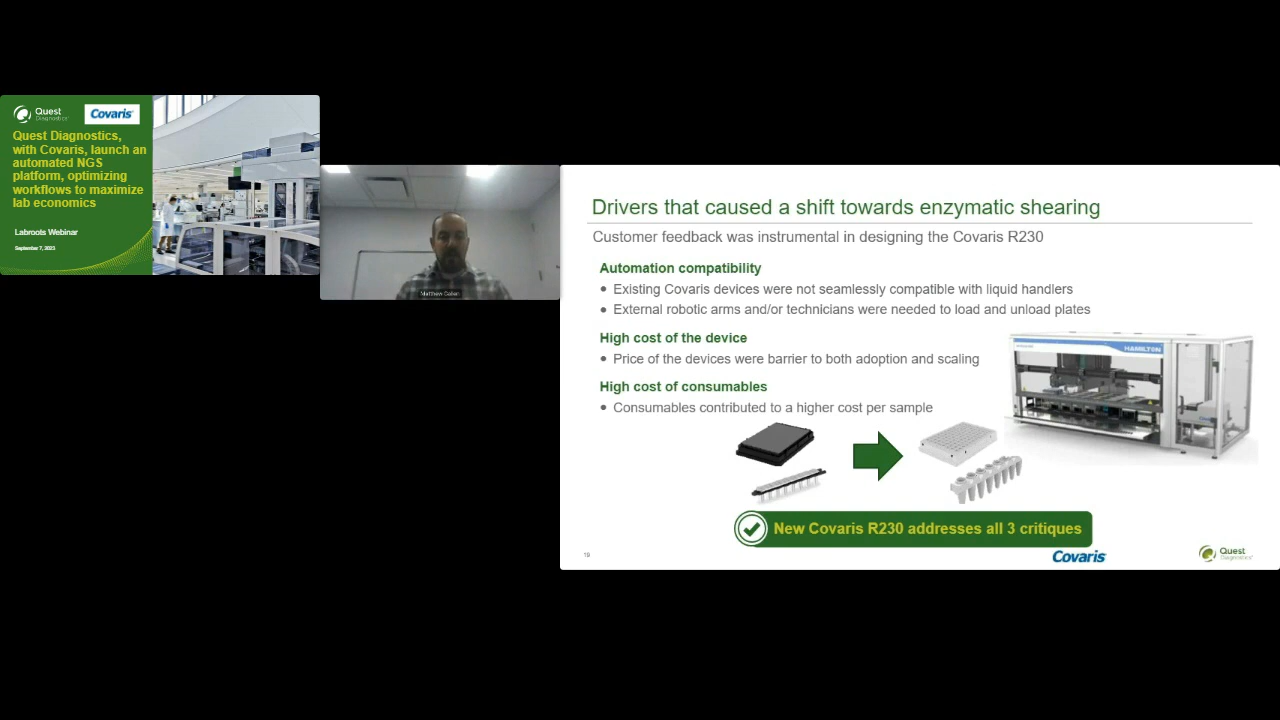 Quest
Diagnostics
Covaris
Quest Diagnostics,
with Covaris, launch an
automated NGS
platform, optimizing
workflows to maximize
lab economics
Labroots Webinar
September 7, 2023
Drivers that caused a shift towards enzymatic shearing
Customer feedback was instrumental in designing the Covaris R230
Automation compatibility
• Existing Covaris devices were not seamlessly compatible with liquid handlers
• External robotic arms and/or technicians were needed to load and unload plates
High cost of the device
• Price of the devices were barrier to both adoption and scaling
High cost of consumables
• Consumables contributed to a higher cost per sample
HAMILTON
New Covaris R230 addresses all 3 critiques
19
Covaris
Quest
Diagnostics